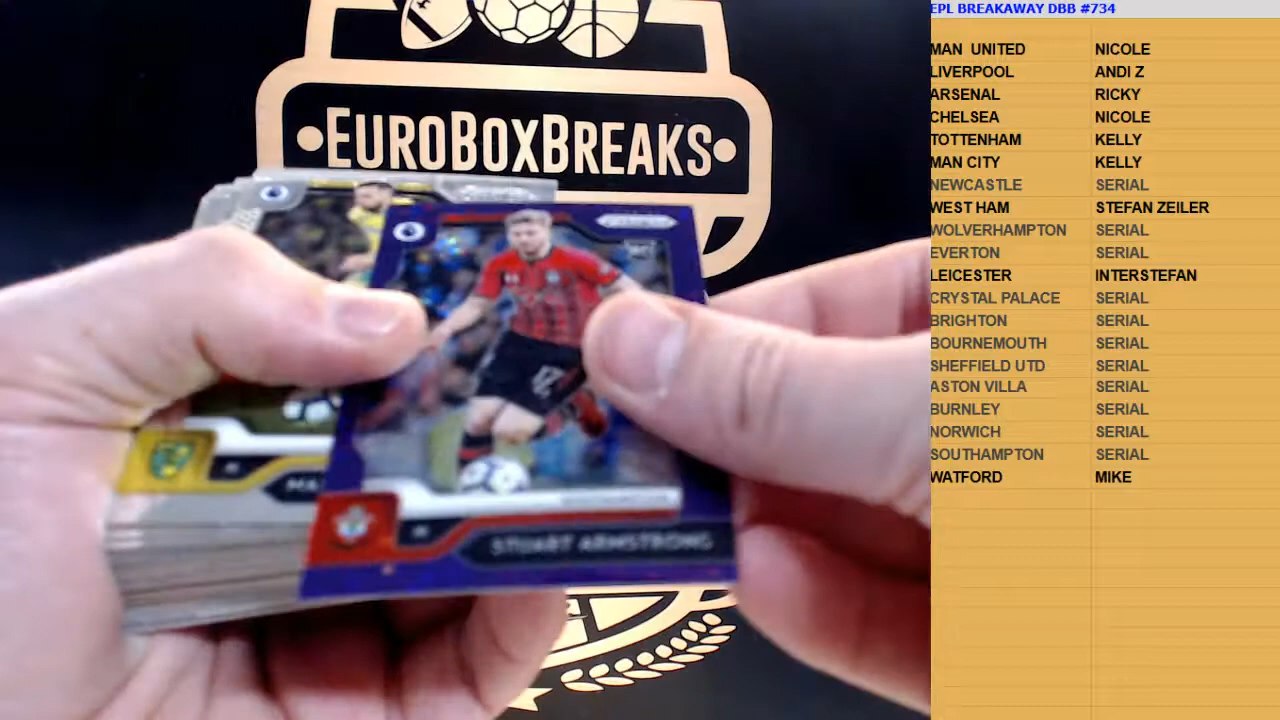 EPL BREAKAWAY DBB #734
MAN UNITED NICOLE
LIVERPOOL ANDI Z
ARSENAL RICKY
CHELSEA NICOLE
TOTTENHAM KELLY
MAN CITY KELLY
NEWCASTLE SERIAL
WEST HAM STEFAN ZEILER
WOLVERHAMPTON SERIAL
EVERTON SERIAL
LEICESTER INTERSTEFAN
CRYSTAL PALACE SERIAL
BRIGHTON SERIAL
BOURNEMOUTH SERIAL
SHEFFIELD UTD SERIAL
ASTON VILLA SERIAL
BURNLEY SERIAL
NORWICH SERIAL
SOUTHAMPTON SERIAL
WATFORD MIKE
•EUROBOXBREAKS•
STUART ARMSTRONG